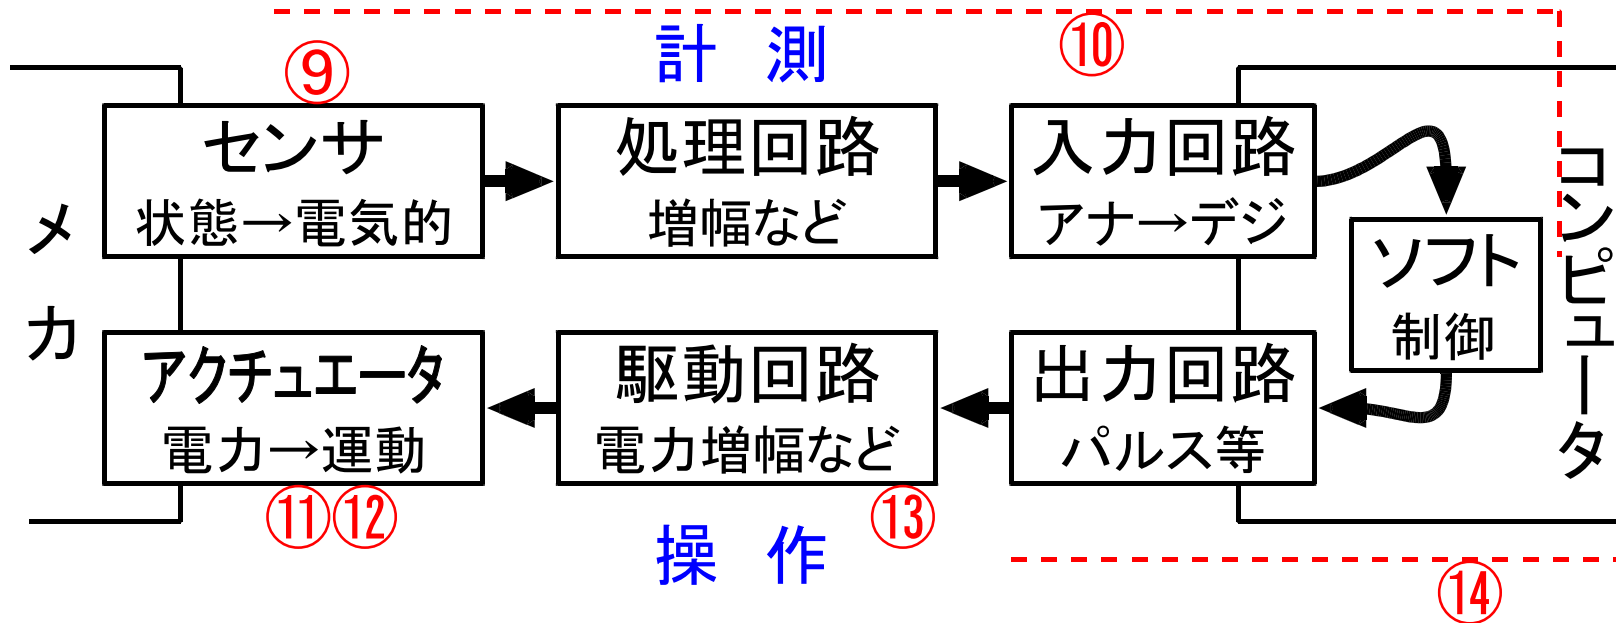 計 測
⑩
⑨
センサ
状態→電気的
処理回路
増幅など
入力回路
アナ→デジ
ソフト
制御
コンピュータ
メカ
アクチュエータ
電力→運動
駆動回路
電力増幅など
出力回路
パルス等
⑪⑫
⑬
操 作
⑭